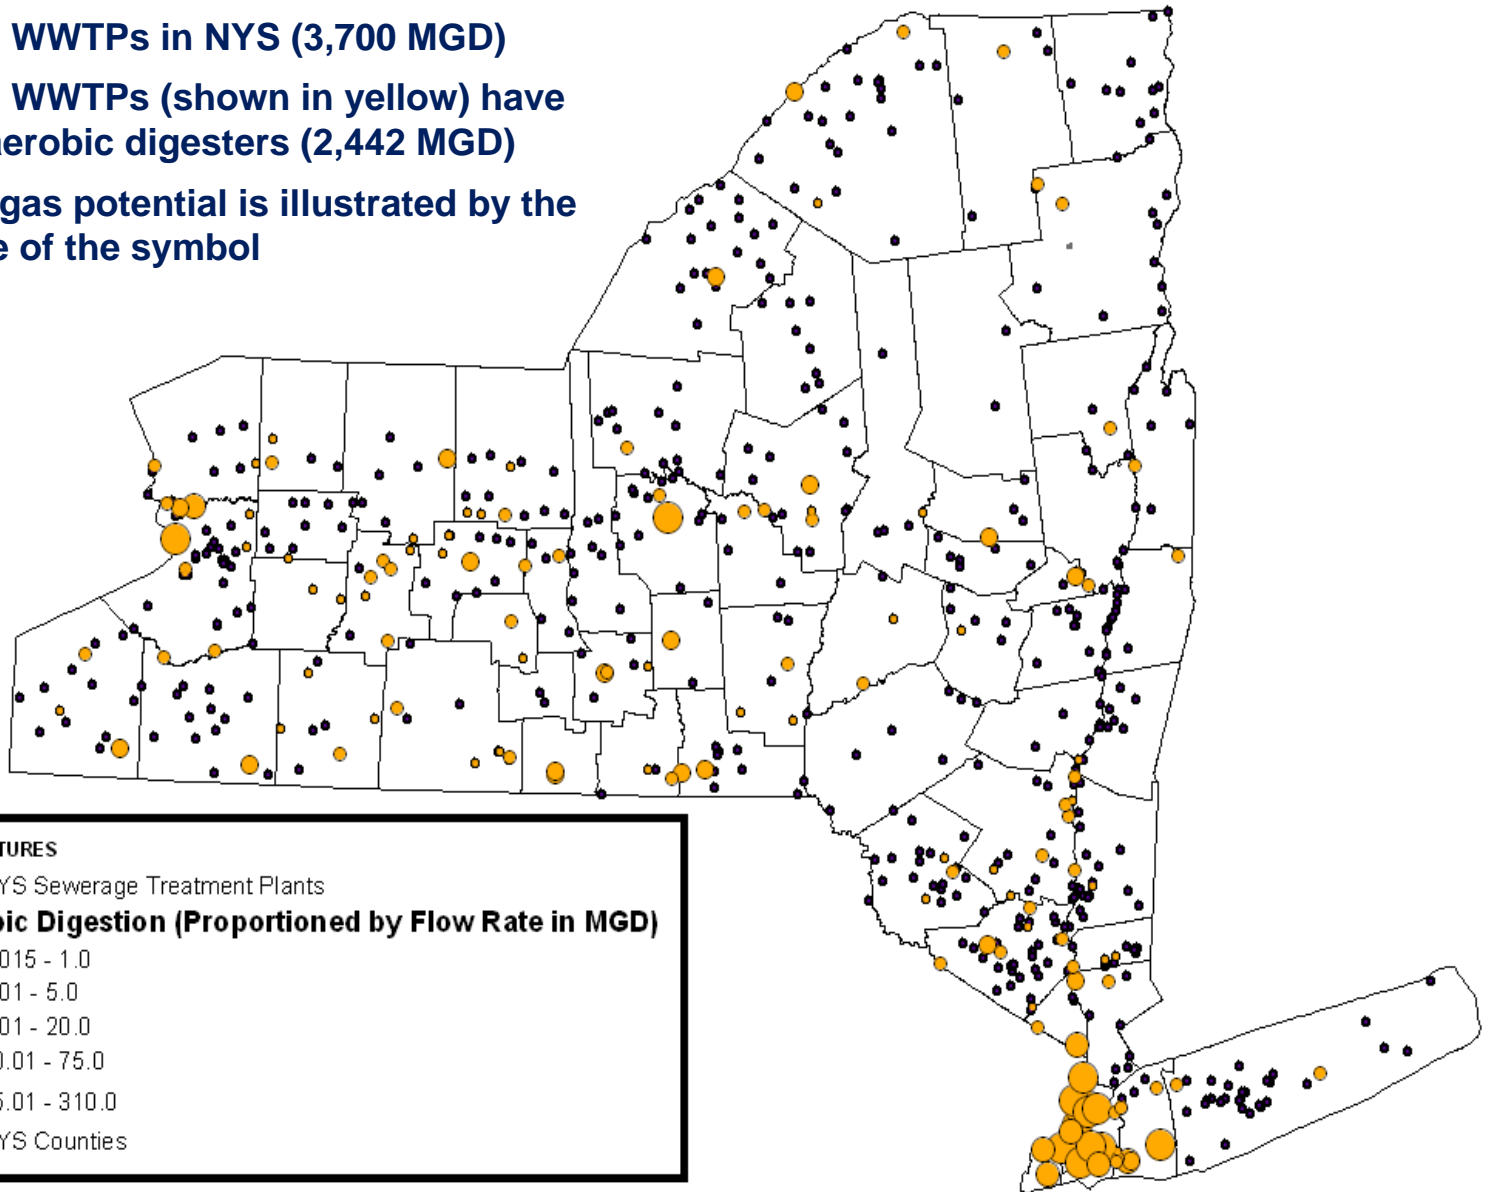 WWTPs in NYS (3,700 MGD)
WWTPs (shown in yellow) have
aerobic digesters (2,442 MGD)
gas potential is illustrated by the
e of the symbol
TURES
YS Sewerage Treatment Plants
bic Digestion (Proportioned by Flow Rate in MGD)
015 - 1.0
01 - 5.0
01 - 20.0
0.01 - 75.0
5.01 - 310.0
YS Counties